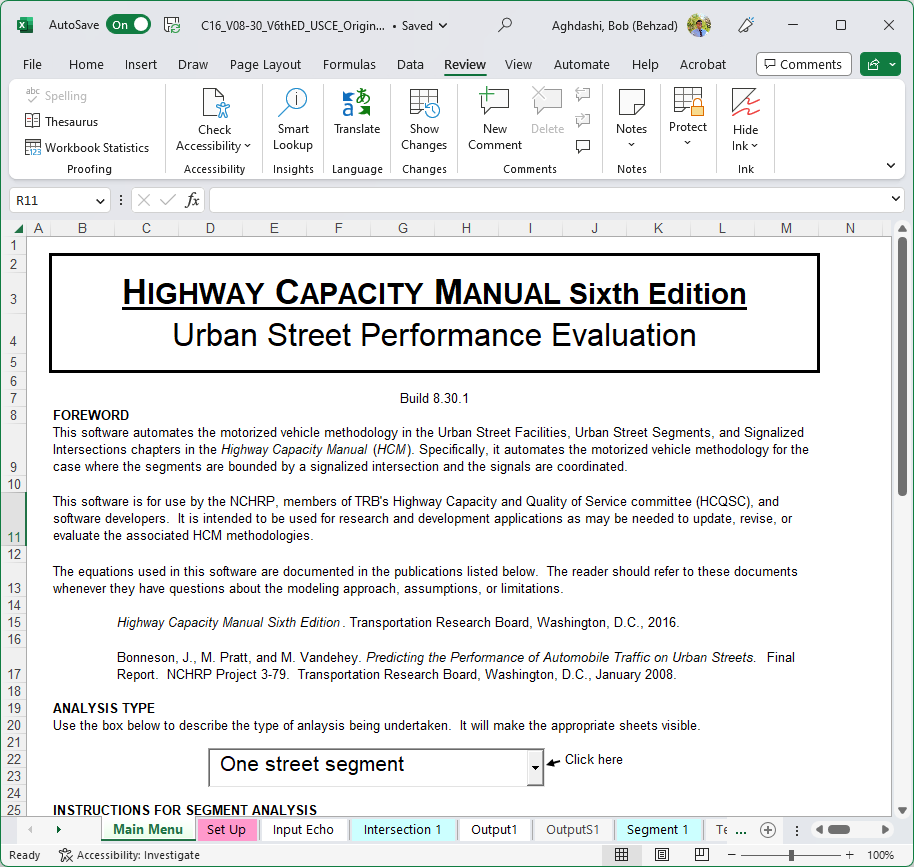 AutoSave On C16_V08-30_V6thED_USCE_Origin... • Saved Aghdashi, Bob (Behzad)
File Home Insert Draw Page Layout Formulas Data Review View Automate Help Acrobat Comments
abc Spelling
Thesaurus
Workbook Statistics
Proofing
Check
Accessibility
Accessibility
Smart
Lookup
Insights
Translate
Language
Show
Changes
Changes
New
Comment
Delete
Comments
Notes
Notes
Protect
Hide
Ink
Ink
R11 fx
A B C D E F G H I J K L M N
1
2
3
4
5
6
7
8
9
10
11
12
13
14
15
16
17
18
19
20
21
22
23
24
25
HIGHWAY CAPACITY MANUAL Sixth Edition
Urban Street Performance Evaluation
Build 8.30.1
FOREWORD
This software automates the motorized vehicle methodology in the Urban Street Facilities, Urban Street Segments, and Signalized
Intersections chapters in the Highway Capacity Manual (HCM). Specifically, it automates the motorized vehicle methodology for the
case where the segments are bounded by a signalized intersection and the signals are coordinated.
This software is for use by the NCHRP, members of TRB's Highway Capacity and Quality of Service committee (HCQSC), and
software developers. It is intended to be used for research and development applications as may be needed to update, revise, or
evaluate the associated HCM methodologies.
The equations used in this software are documented in the publications listed below. The reader should refer to these documents
whenever they have questions about the modeling approach, assumptions, or limitations.
Highway Capacity Manual Sixth Edition. Transportation Research Board, Washington, D.C., 2016.
Bonneson, J., M. Pratt, and M. Vandehey. Predicting the Performance of Automobile Traffic on Urban Streets. Final
Report. NCHRP Project 3-79. Transportation Research Board, Washington, D.C., January 2008.
ANALYSIS TYPE
Use the box below to describe the type of anlaysis being undertaken. It will make the appropriate sheets visible.
One street segment Click here
INSTRUCTIONS FOR SEGMENT ANALYSIS
Main Menu Set Up Input Echo Intersection 1 Output1 OutputS1 Segment 1 Te ...
Ready Accessibility: Investigate 100%